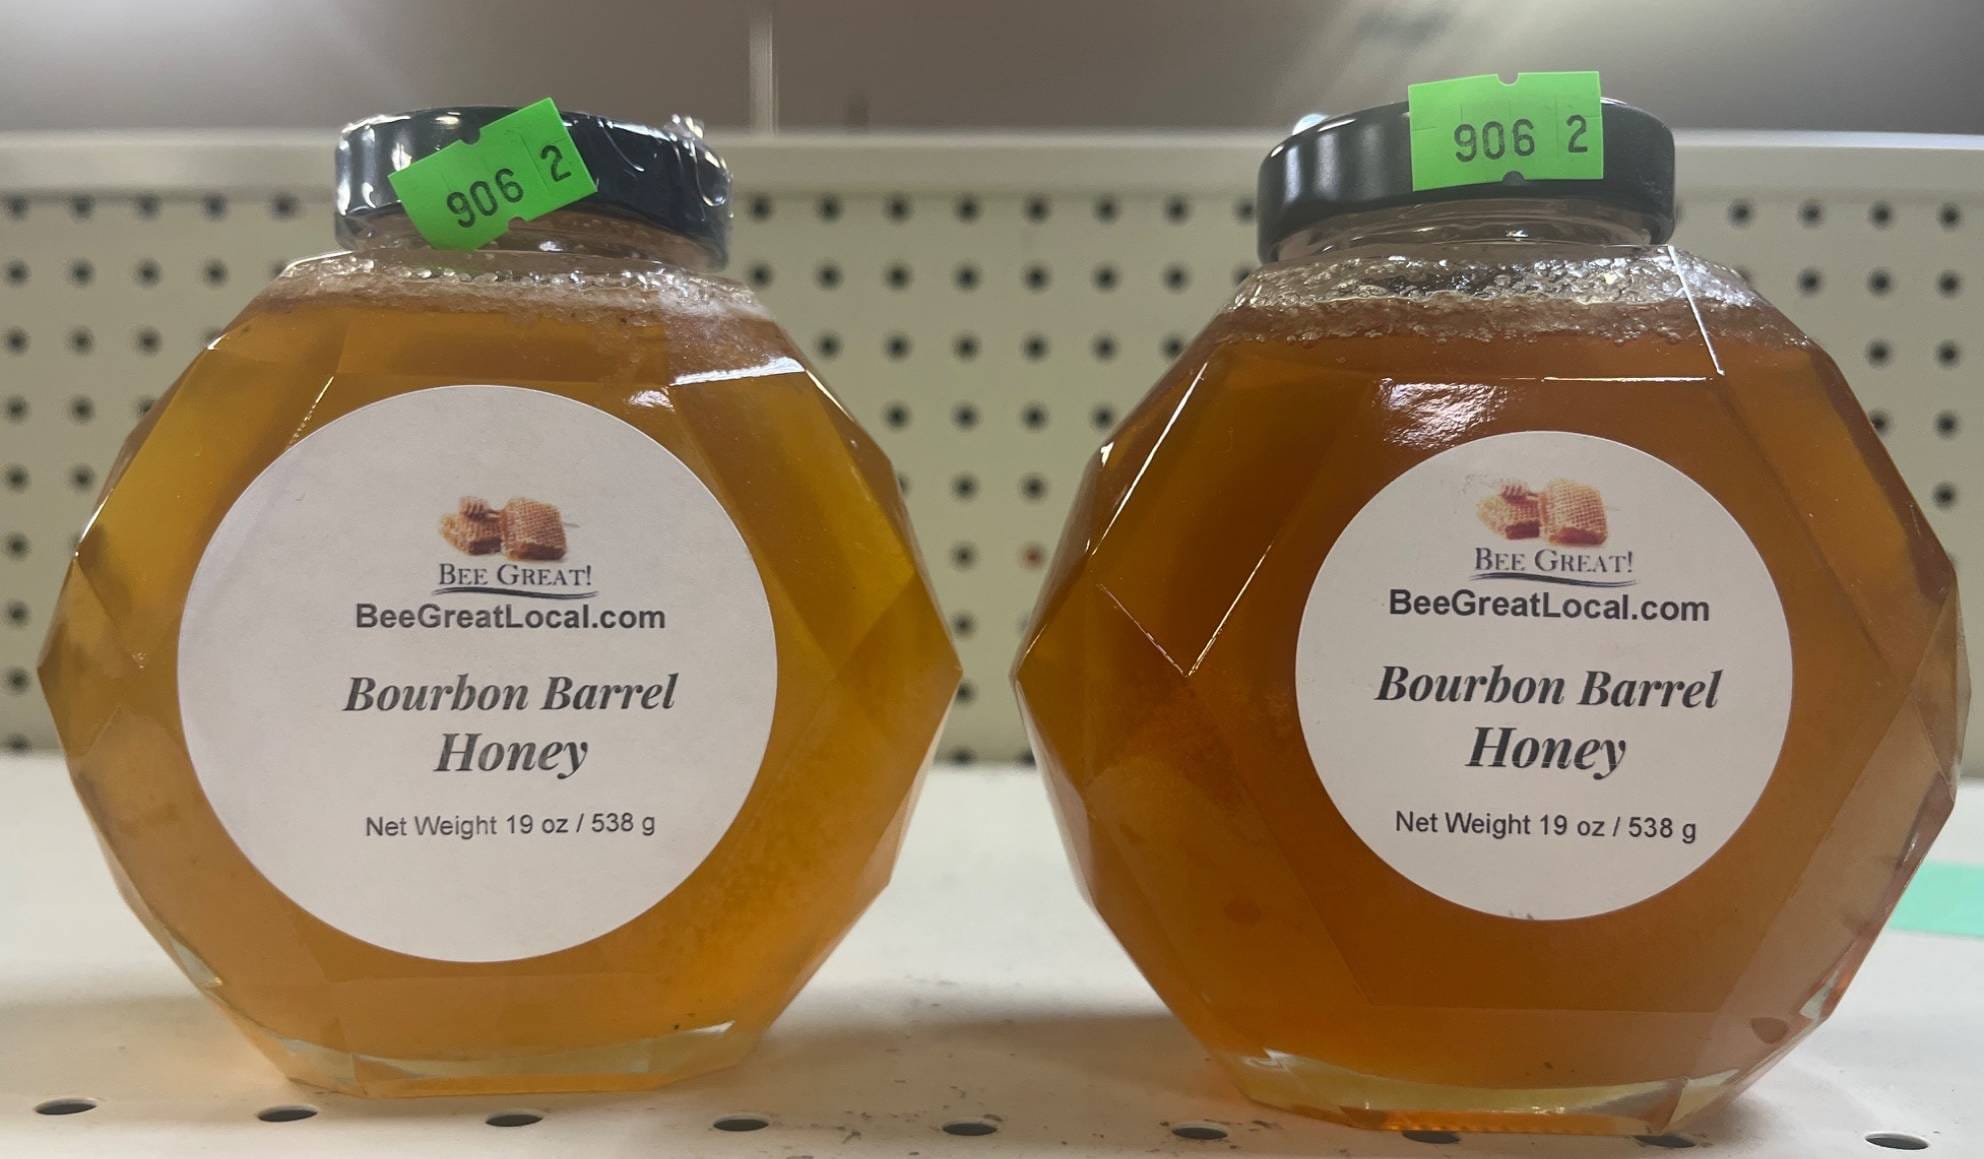 906 2
BEE GREAT!
BeeGreatLocal.com
Bourbon Barrel
Honey
Net Weight 19 oz / 538 g
906 2
BEE GREAT!
BeeGreatLocal.com
Bourbon Barrel
Honey
Net Weight 19 oz / 538 g